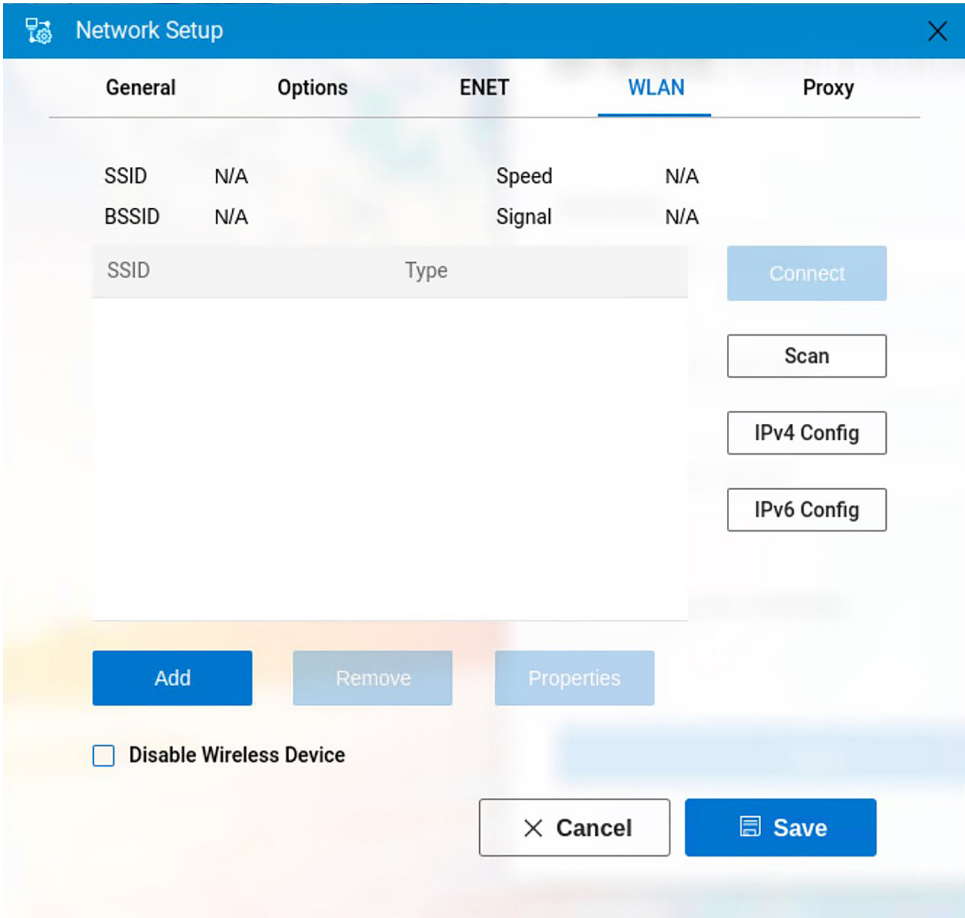 Network Setup
General Options ENET WLAN Proxy
SSID N/A Speed N/A
BSSID N/A Signal N/A
SSID Type
Connect
Scan
IPv4 Config
IPv6 Config
Add Remove Properties
Disable Wireless Device
Cancel Save